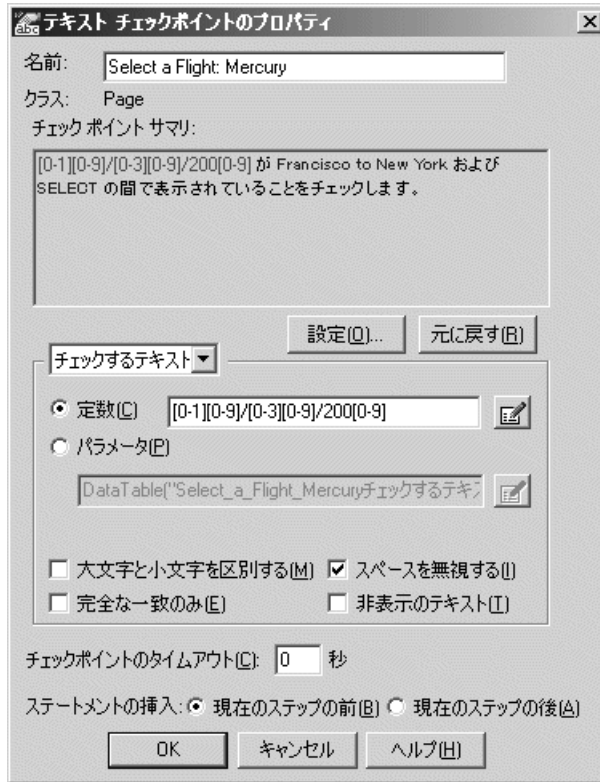 テキスト チェックポイントのプロパティ
名前: Select a Flight: Mercury
クラス: Page
チェックポイント サマリ:
[0-1][0-9]/[0-3][0-9]/200[0-9] が Francisco to New York および
SELECT の間で表示されていることをチェックします。
設定(O)... 元に戻す(R)
チェックするテキスト
定数(C) [0-1][0-9]/[0-3][0-9]/200[0-9]
パラメータ(P)
DataTable("Select_a_Flight_Mercuryチェックするテキ
大文字と小文字を区別する(M) スペースを無視する(I)
完全な一致のみ(E) 非表示のテキスト(T)
チェックポイントのタイムアウト(C): 0 秒
ステートメントの挿入: 現在のステップの前(B) 現在のステップの後(A)
OK キャンセル ヘルプ(H)